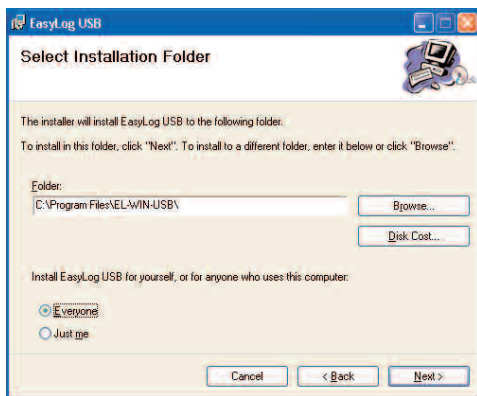 EasyLog USB
Select Installation Folder
The installer will install EasyLog USB to the following folder.
To install in this folder, click "Next". To install to a different folder, enter it below or click "Browse".
Folder:
C:\Program Files\EL-WIN-USB\
Browse...
Disk Cost...
Install EasyLog USB for yourself, or for anyone who uses this computer:
Everyone
Just me
Cancel
< Back
Next >